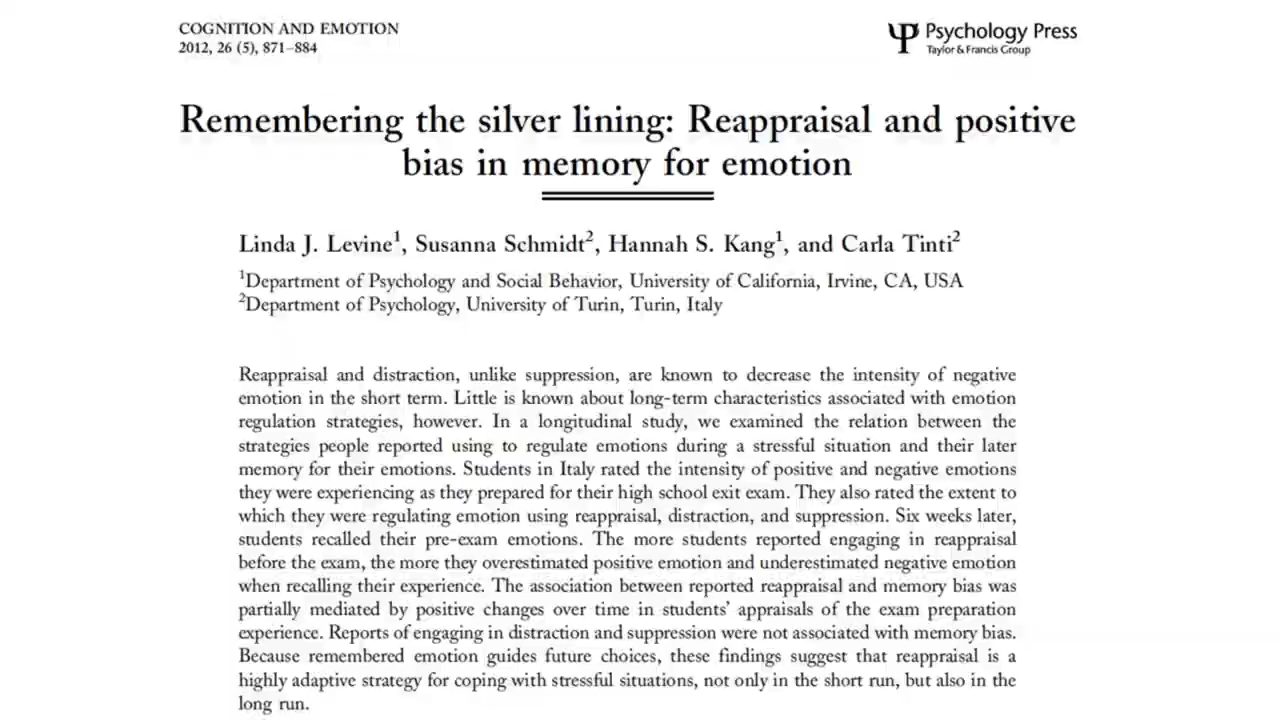 COGNITION AND EMOTION
2012, 26 (5), 871–884
Psychology Press
Taylor & Francis Group
Remembering the silver lining: Reappraisal and positive
bias in memory for emotion
Linda J. Levine1, Susanna Schmidt2, Hannah S. Kang1, and Carla Tinti2
1Department of Psychology and Social Behavior, University of California, Irvine, CA, USA
2Department of Psychology, University of Turin, Turin, Italy
Reappraisal and distraction, unlike suppression, are known to decrease the intensity of negative
emotion in the short term. Little is known about long-term characteristics associated with emotion
regulation strategies, however. In a longitudinal study, we examined the relation between the
strategies people reported using to regulate emotions during a stressful situation and their later
memory for their emotions. Students in Italy rated the intensity of positive and negative emotions
they were experiencing as they prepared for their high school exit exam. They also rated the extent to
which they were regulating emotion using reappraisal, distraction, and suppression. Six weeks later,
students recalled their pre-exam emotions. The more students reported engaging in reappraisal
before the exam, the more they overestimated positive emotion and underestimated negative emotion
when recalling their experience. The association between reported reappraisal and memory bias was
partially mediated by positive changes over time in students' appraisals of the exam preparation
experience. Reports of engaging in distraction and suppression were not associated with memory bias.
Because remembered emotion guides future choices, these findings suggest that reappraisal is a
highly adaptive strategy for coping with stressful situations, not only in the short run, but also in the
long run.